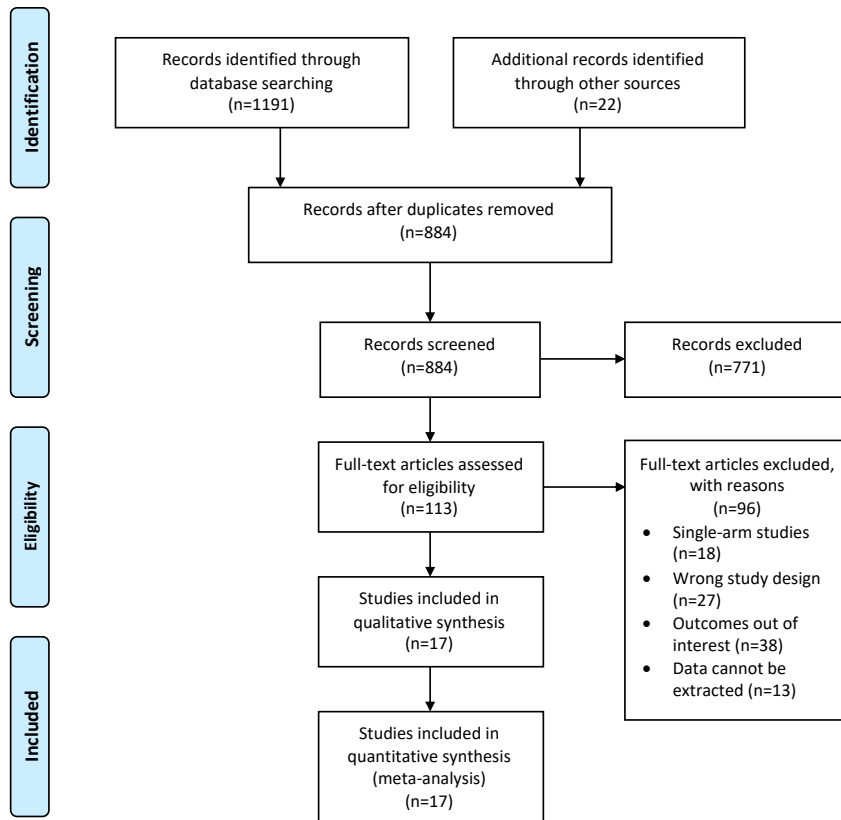 Identification
Records identified through
database searching
(n=1191)
Additional records identified
through other sources
(n=22)
Records after duplicates removed
(n=884)
Screening
Records screened
(n=884)
Records excluded
(n=771)
Eligibility
Full-text articles assessed
for eligibility
(n=113)
Full-text articles excluded,
with reasons
(n=96)
• Single-arm studies
(n=18)
• Wrong study design
(n=27)
• Outcomes out of
interest (n=38)
• Data cannot be
extracted (n=13)
Studies included in
qualitative synthesis
(n=17)
Included
Studies included in
quantitative synthesis
(meta-analysis)
(n=17)